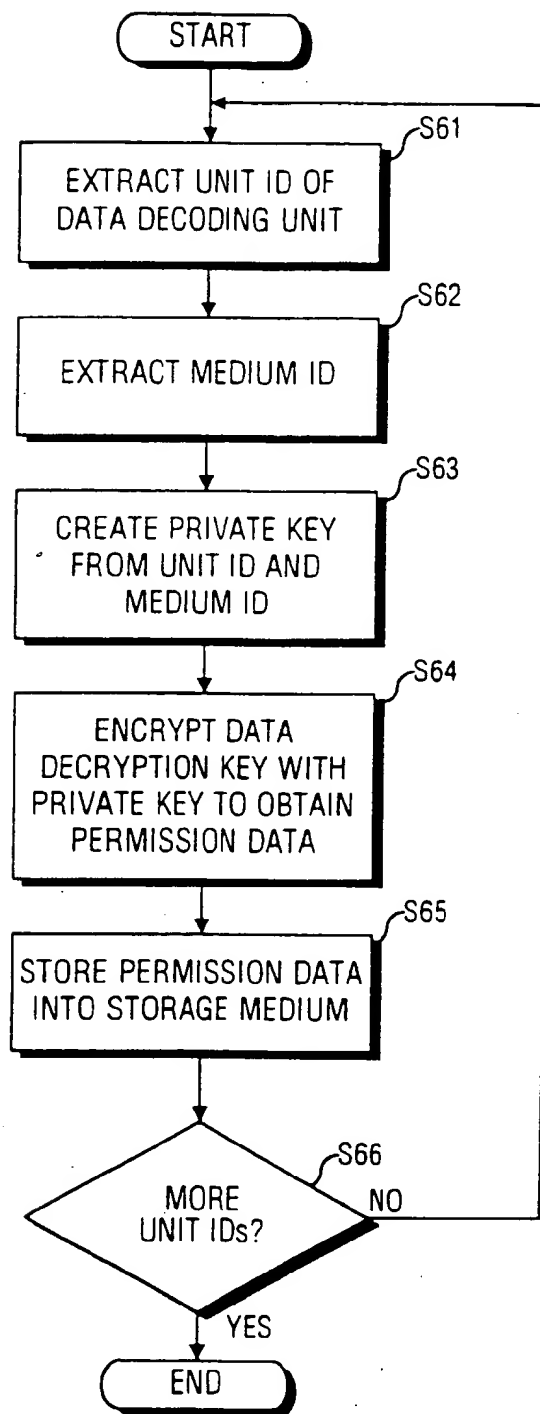 START
S61
EXTRACT UNIT ID OF
DATA DECODING UNIT
S62
EXTRACT MEDIUM ID
S63
CREATE PRIVATE KEY
FROM UNIT ID AND
MEDIUM ID
S64
ENCRYPT DATA
DECRYPTION KEY WITH
PRIVATE KEY TO OBTAIN
PERMISSION DATA
S65
STORE PERMISSION DATA
INTO STORAGE MEDIUM
S66
MORE
UNIT IDs?
NO
YES
END